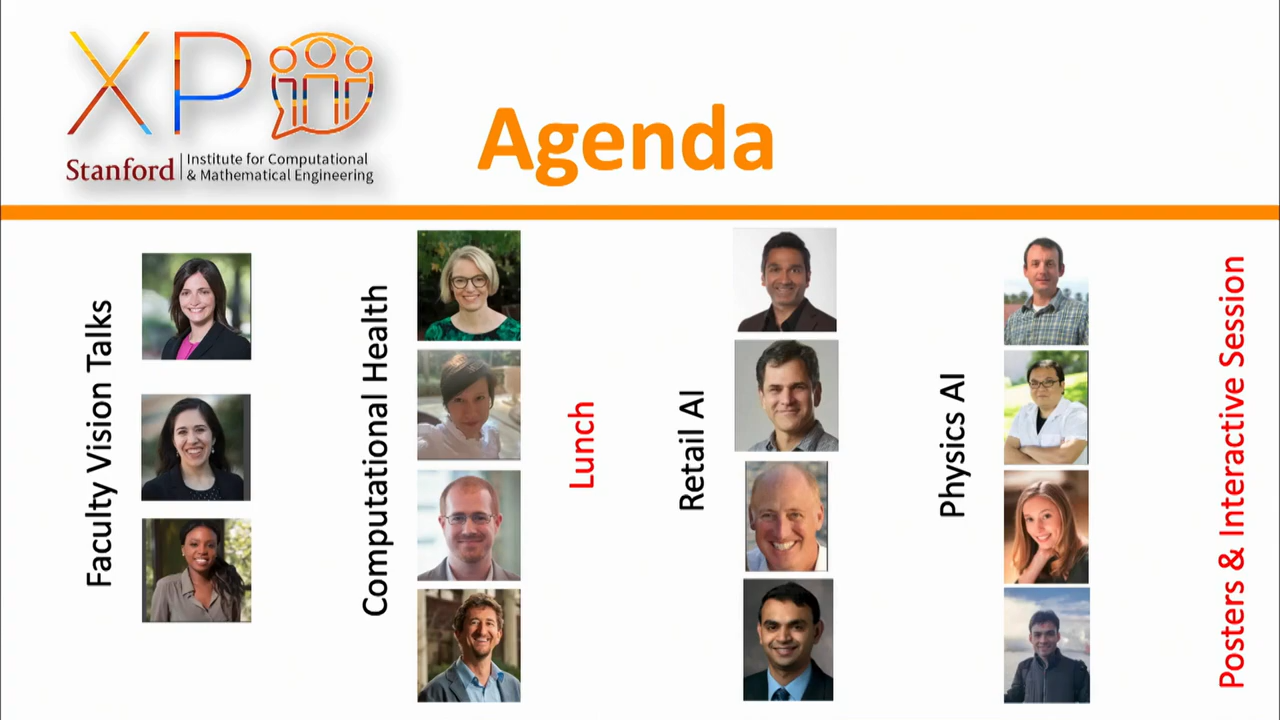 XPO
Stanford
Institute for Computational
& Mathematical Engineering
Agenda
Faculty Vision Talks
Computational Health
Lunch
Retail AI
Physics AI
Posters & Interactive Session